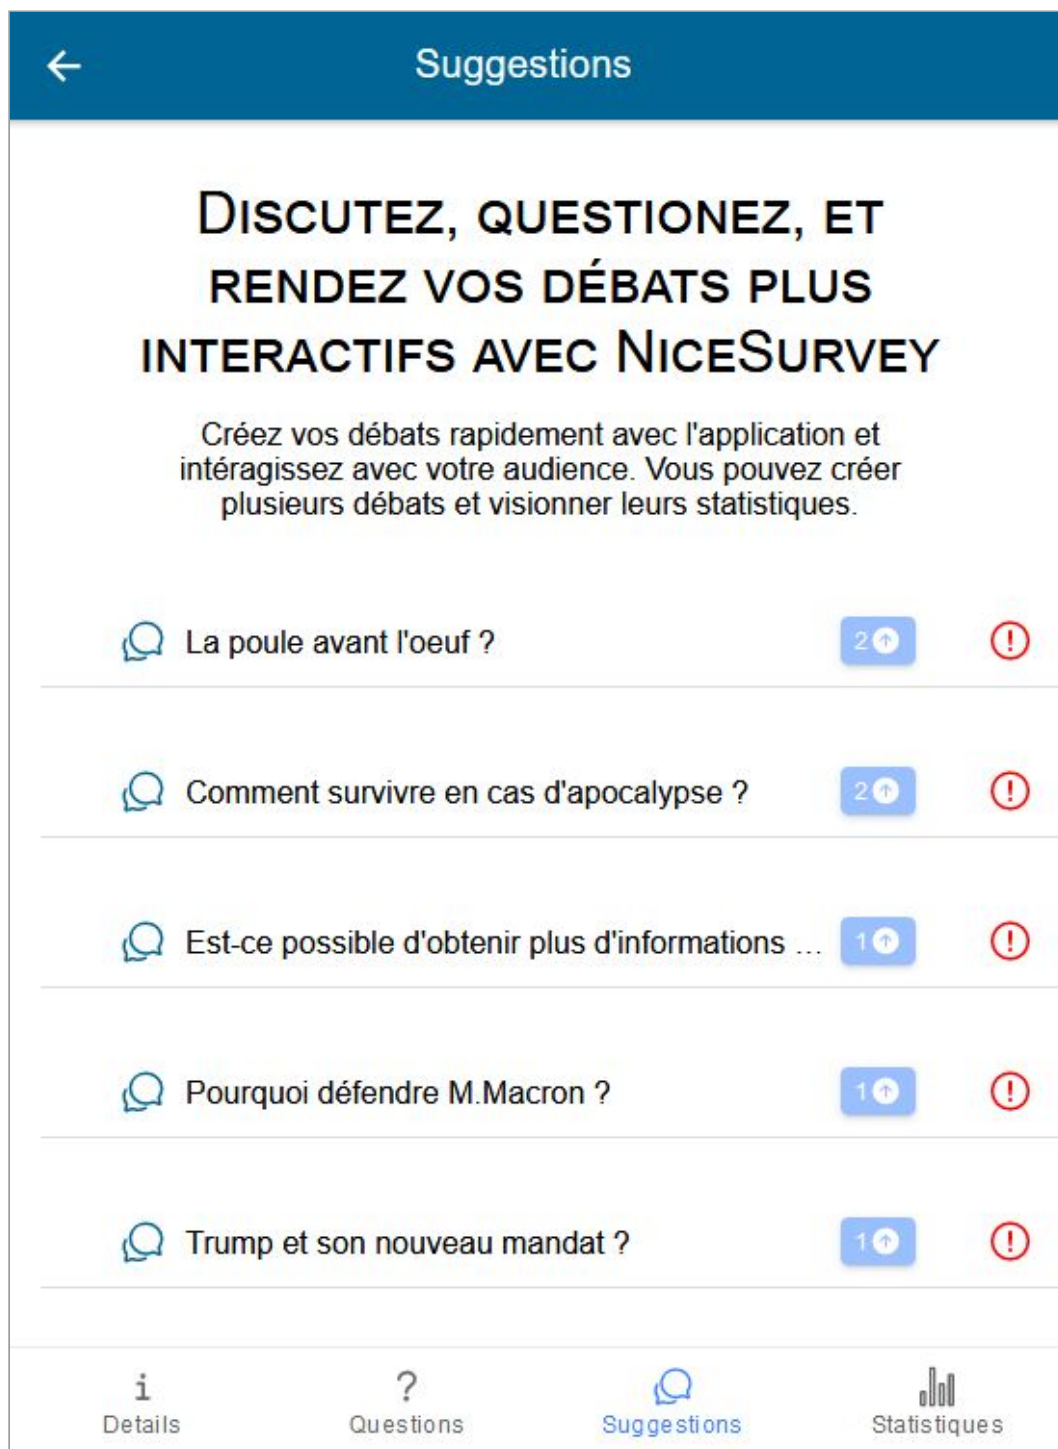 Suggestions
Discutez, questionez, et
rendez vos débats plus
interactifs avec NiceSurvey
Créez vos débats rapidement avec l'application et
intéragissez avec votre audience. Vous pouvez créer
plusieurs débats et visionner leurs statistiques.
La poule avant l'oeuf ? 2
Comment survivre en cas d'apocalypse ? 2
Est-ce possible d'obtenir plus d'informations ... 1
Pourquoi défendre M.Macron ? 1
Trump et son nouveau mandat ? 1
Details Questions Suggestions Statistiques